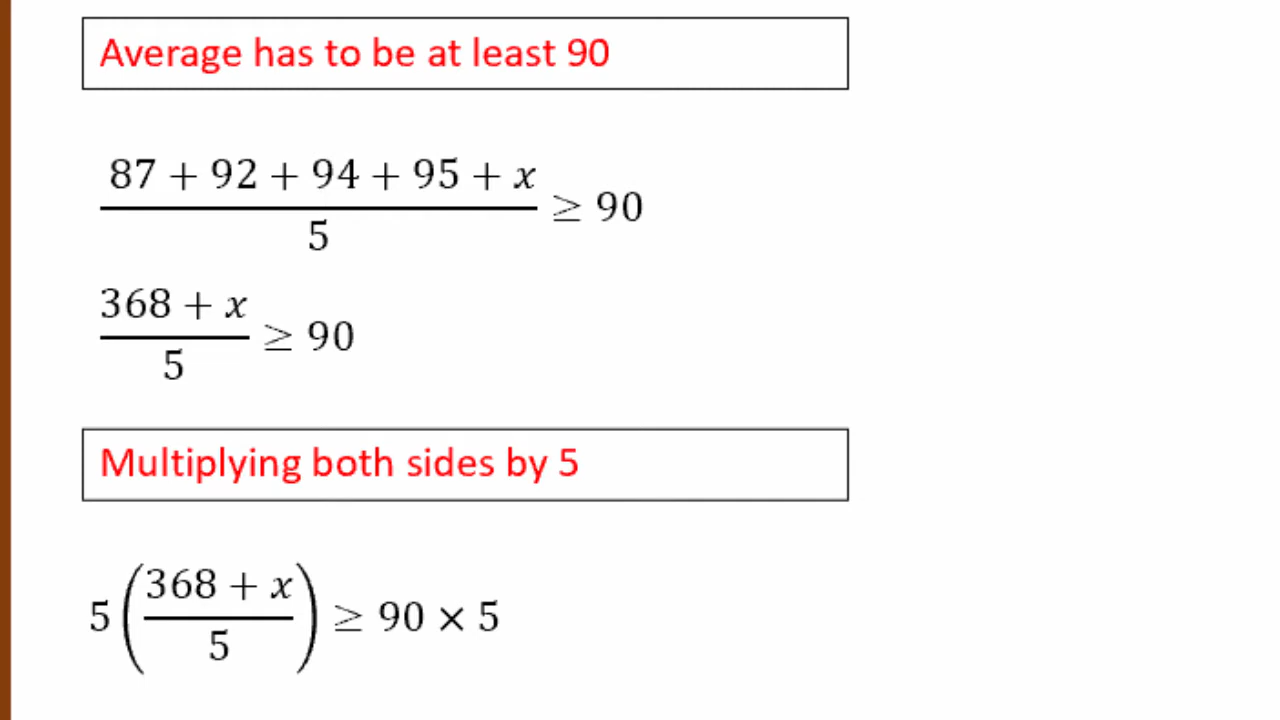 Average has to be at least 90
87 + 92 + 94 + 95 + x
5
≥ 90
368 + x
5
≥ 90
Multiplying both sides by 5
5 (368 + x / 5) ≥ 90 × 5